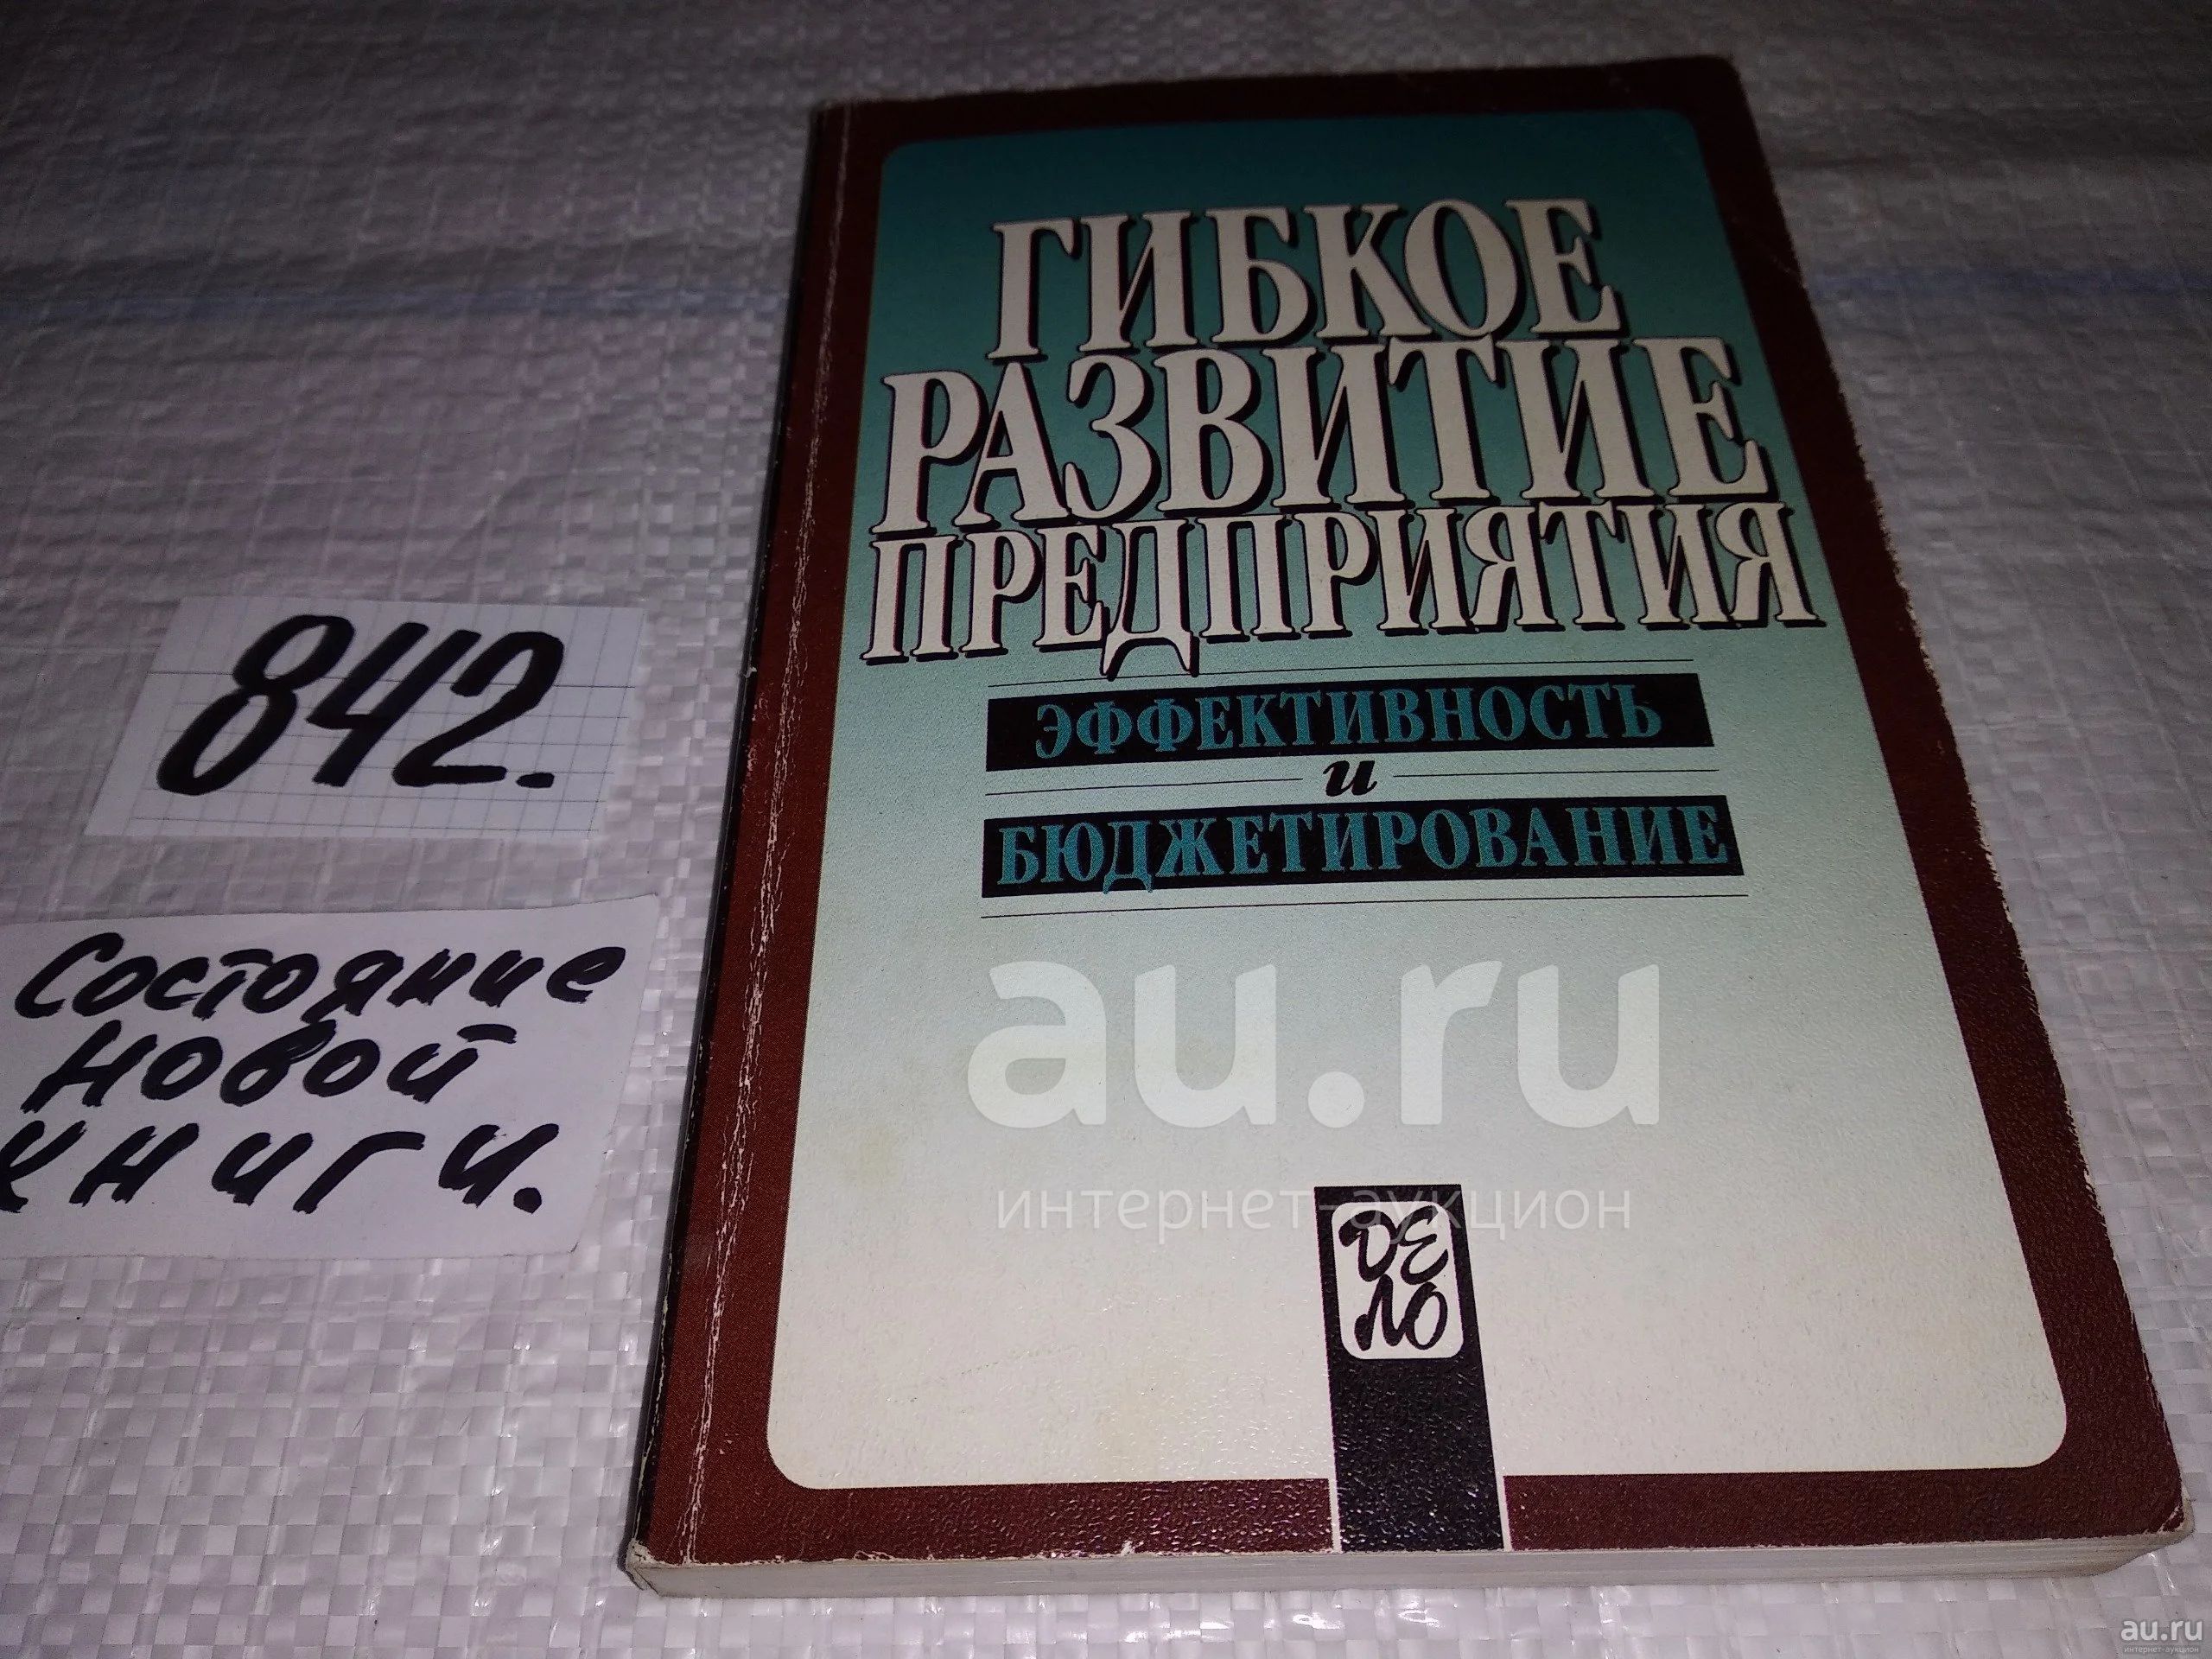 ГИБКОЕ
РАЗВИТИЕ
ПРЕДПРИЯТИЯ
ЭФФЕКТИВНОСТЬ
и
БЮДЖЕТИРОВАНИЕ
842.
Состояние
новой
книги.
au.ru
интернет-аукцион
ДЕ
ЛО
au.ru
интернет-аукцион